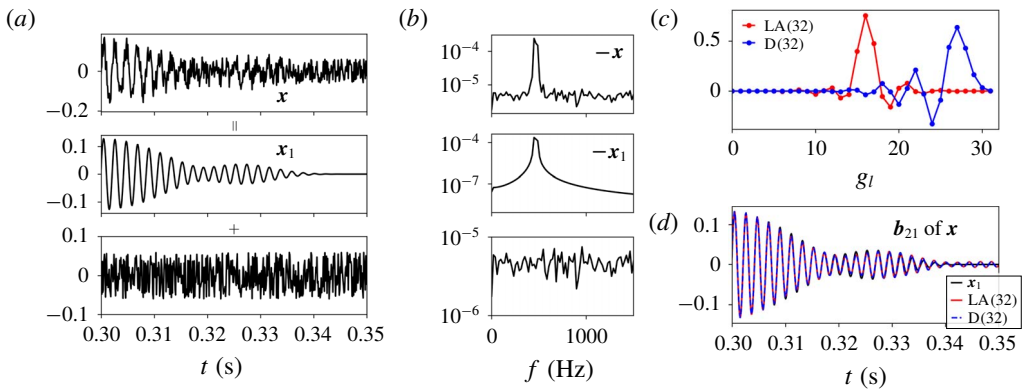 (a)
0
−0.2
x
=
0.1
0
−0.1
x1
+
0.1
0
−0.1
0.30 0.31 0.32 0.33 0.34 0.35
t (s)
(b)
10−4
10−5
−x
10−4
10−7
−x1
10−5
10−6
0 1000
f (Hz)
(c)
LA(32)
D(32)
0.5
0
0 10 20 30
gl
(d)
0.1
0
−0.1
b21 of x
x1
LA(32)
D(32)
0.30 0.31 0.32 0.33 0.34 0.35
t (s)